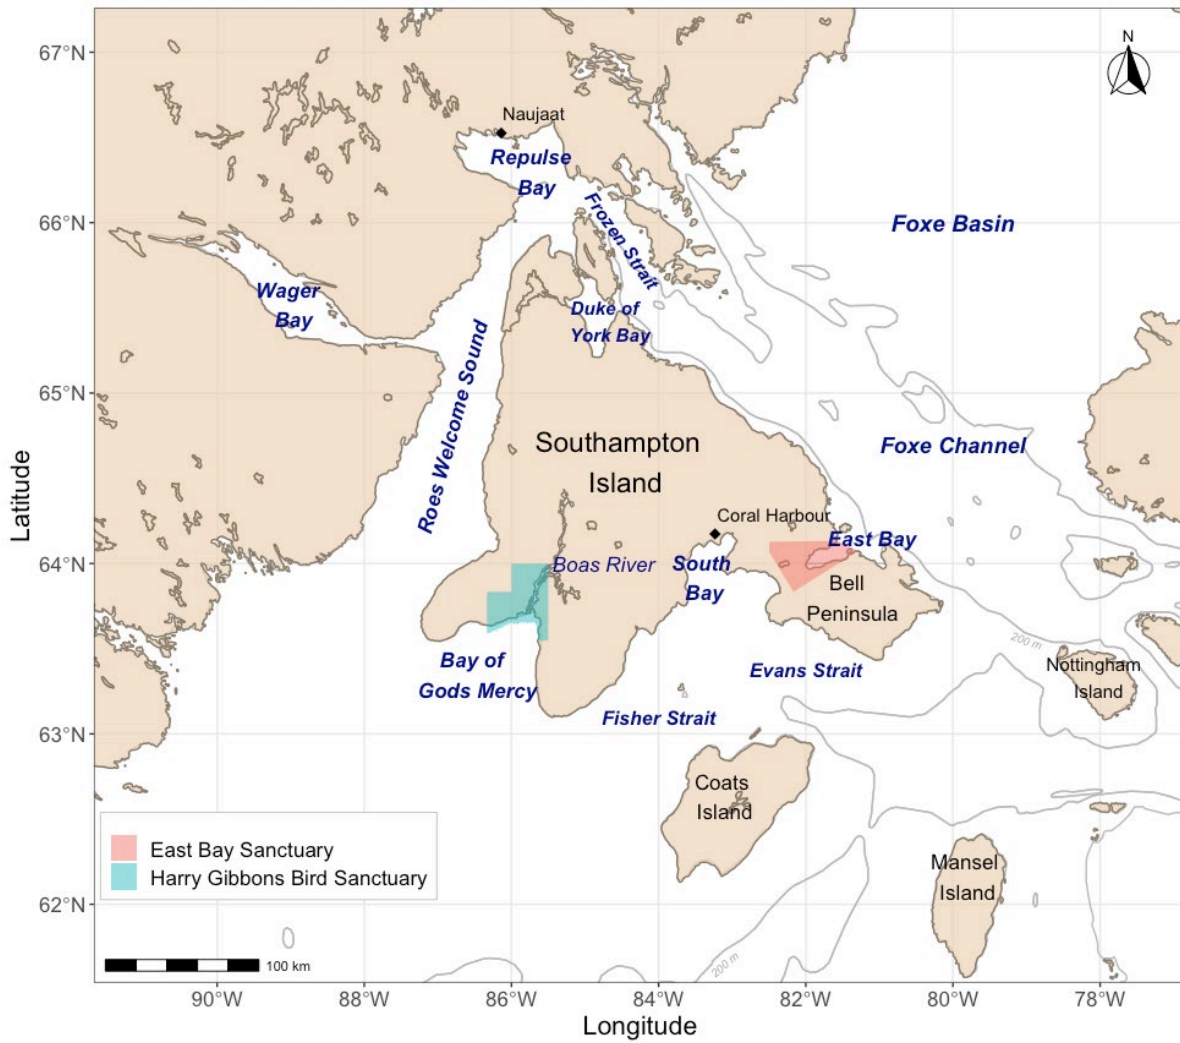 67°N
66°N
65°N
64°N
63°N
62°N
Latitude
N
Naujaat
Repulse
Bay
Frozen Strait
Foxe Basin
Wager
Bay
Duke of
York Bay
Roes Welcome Sound
Southampton
Island
Foxe Channel
Coral Harbour
East Bay
Boas River
South
Bay
Bell
Peninsula
Bay of
Gods Mercy
Evans Strait
200 m
Nottingham
Island
Fisher Strait
Coats
Island
Mansel
Island
East Bay Sanctuary
Harry Gibbons Bird Sanctuary
100 km
200 m
90°W
88°W
86°W
84°W
82°W
80°W
78°W
Longitude